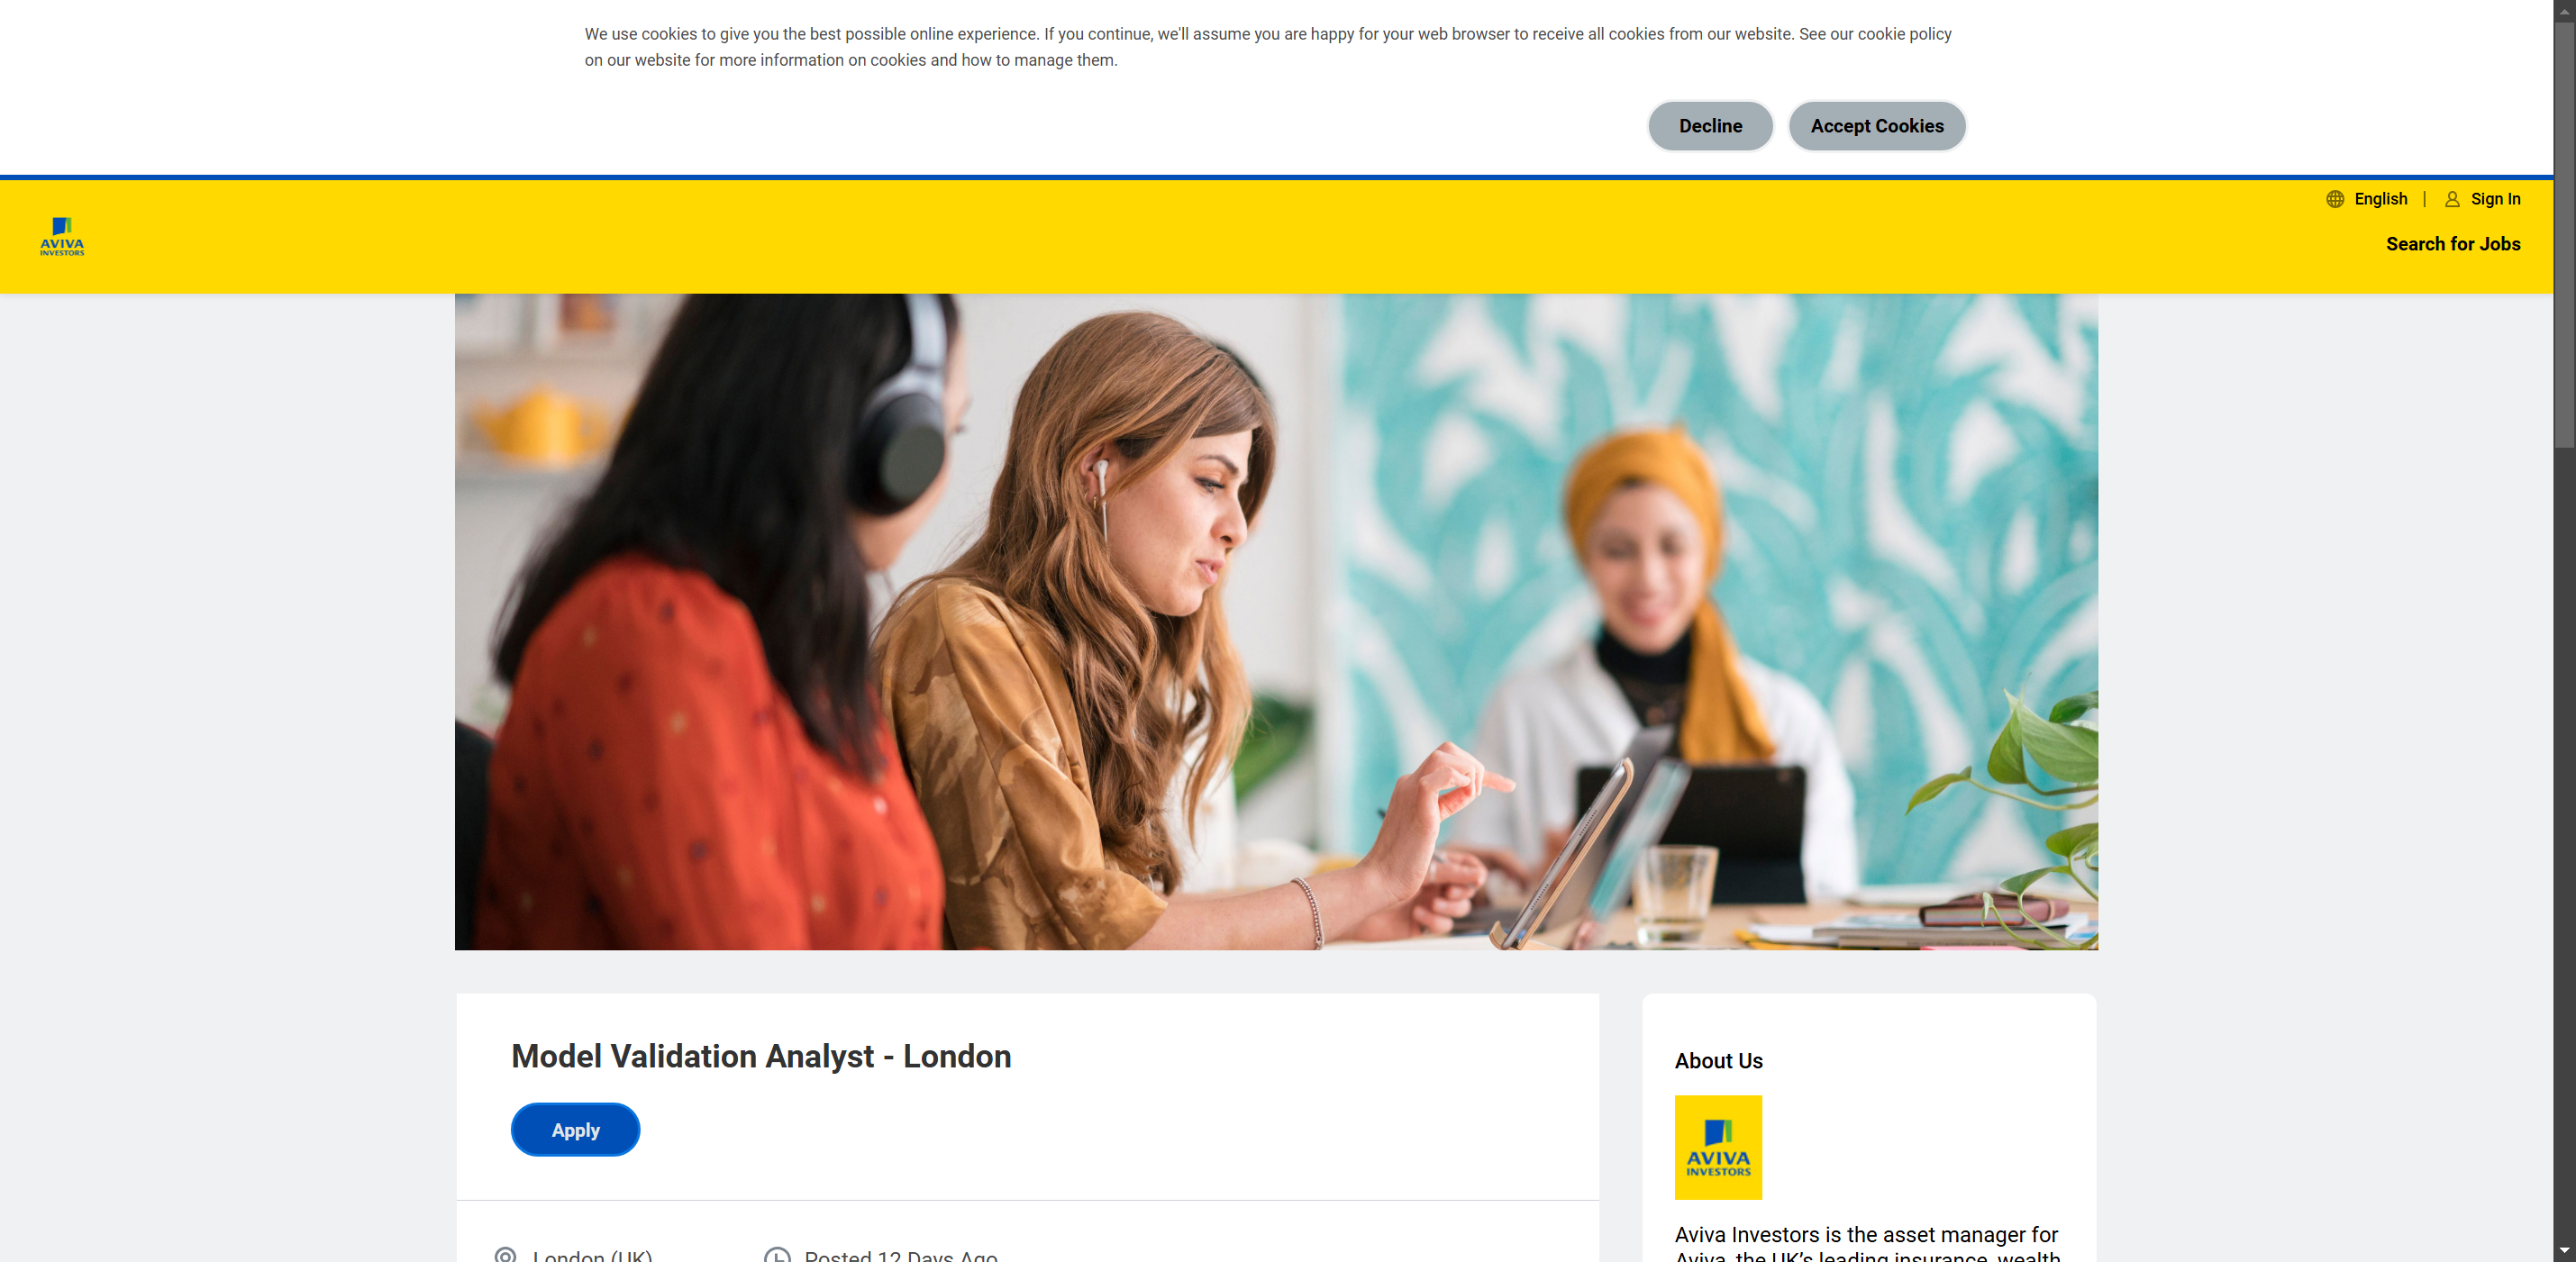 We use cookies to give you the best possible online experience. If you continue, we'll assume you are happy for your web browser to receive all cookies from our website. See our cookie policy
on our website for more information on cookies and how to manage them.
Decline
Accept Cookies
English | Sign In
AVIVA
INVESTORS
Search for Jobs
Model Validation Analyst - London
Apply
London (UK)
Posted 12 Days Ago
About Us
AVIVA
INVESTORS
Aviva Investors is the asset manager for
Aviva, the UK’s leading insurance, wealth